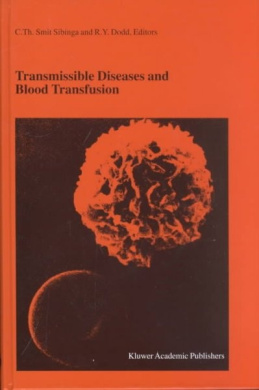 C.Th. Smit Sibinga and R.Y. Dodd, Editors
Transmissible Diseases and
Blood Transfusion
Kluwer Academic Publishers